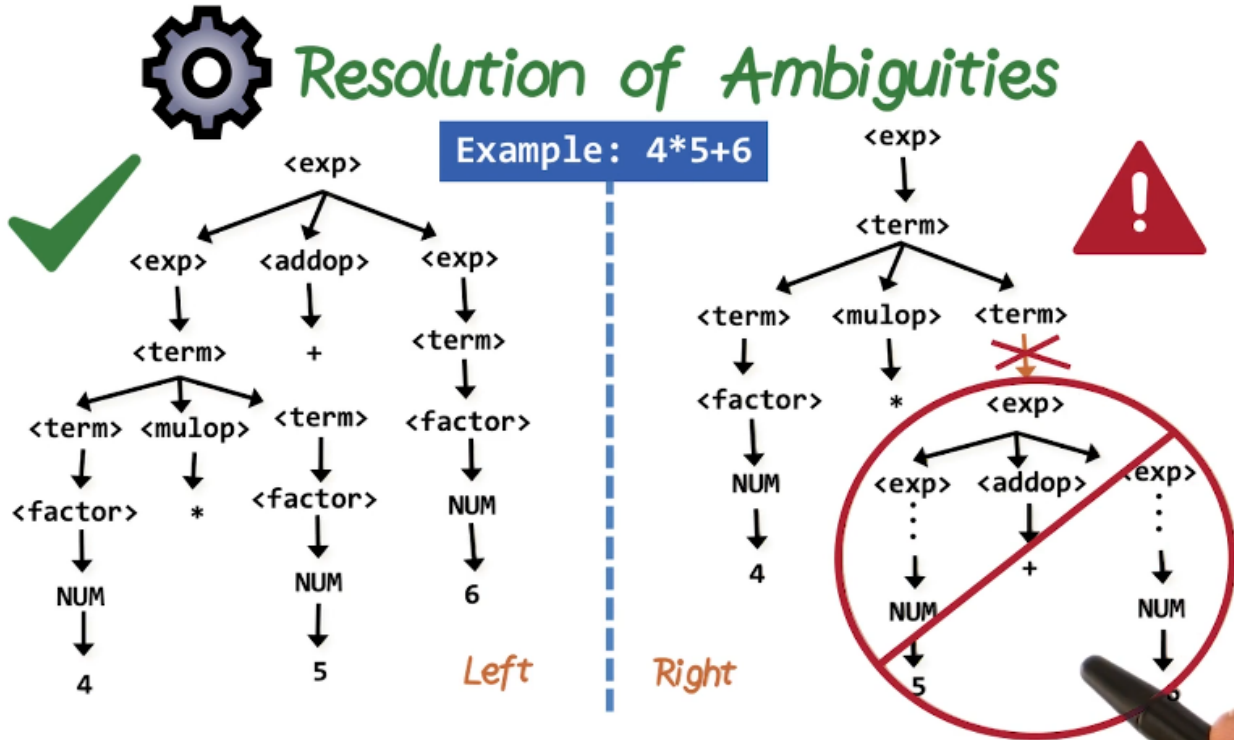 Resolution of Ambiguities
Example: 4*5+6
<exp>
<exp> <addop> <exp>
<term> + <term>
<term> <mulop> <term> <factor>
<factor> * <factor> NUM
NUM NUM 6
4 5
Left
<exp>
<term>
<term> <mulop> <term>
<factor> * <exp>
NUM <exp> <addop> <exp>
4 + 
NUM NUM
5 6
Right